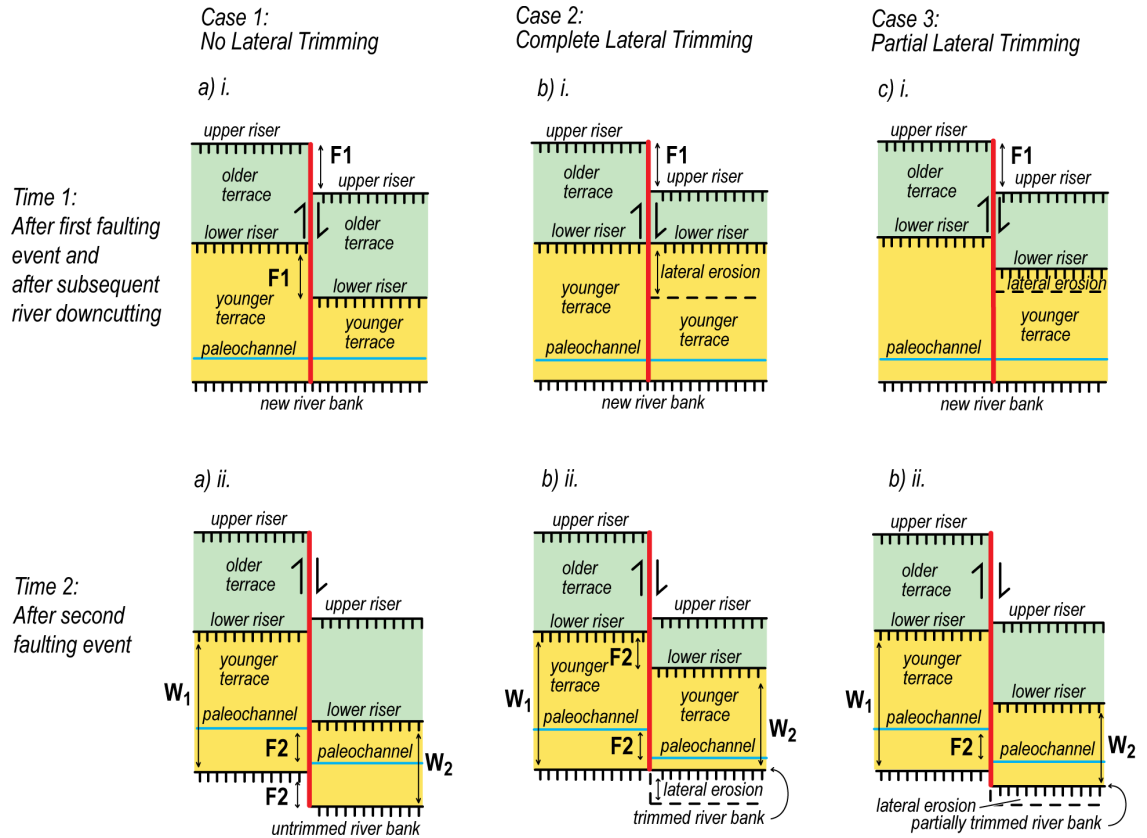 Case 1:
No Lateral Trimming
Case 2:
Complete Lateral Trimming
Case 3:
Partial Lateral Trimming
a) i.
b) i.
c) i.
Time 1:
After first faulting
event and
after subsequent
river downcutting
upper riser
F1
older
terrace
upper riser
older
terrace
lower riser
F1
lower riser
younger
terrace
younger
terrace
paleochannel
new river bank
upper riser
F1
older
terrace
upper riser
lower riser
lower riser
lateral erosion
younger
terrace
younger
terrace
paleochannel
new river bank
upper riser
F1
older
terrace
upper riser
lower riser
lower riser
lateral erosion
younger
terrace
paleochannel
new river bank
a) ii.
b) ii.
b) ii.
Time 2:
After second
faulting event
upper riser
older
terrace
upper riser
lower riser
younger
terrace
W1
lower riser
paleochannel
F2
paleochannel
W2
F2
untrimmed river bank
upper riser
older
terrace
upper riser
lower riser
F2
lower riser
younger
terrace
younger
terrace
W1
paleochannel
W2
F2
paleochannel
lateral erosion
trimmed river bank
upper riser
older
terrace
upper riser
lower riser
younger
terrace
lower riser
W1
paleochannel
F2
paleochannel
W2
lateral erosion
partially trimmed river bank